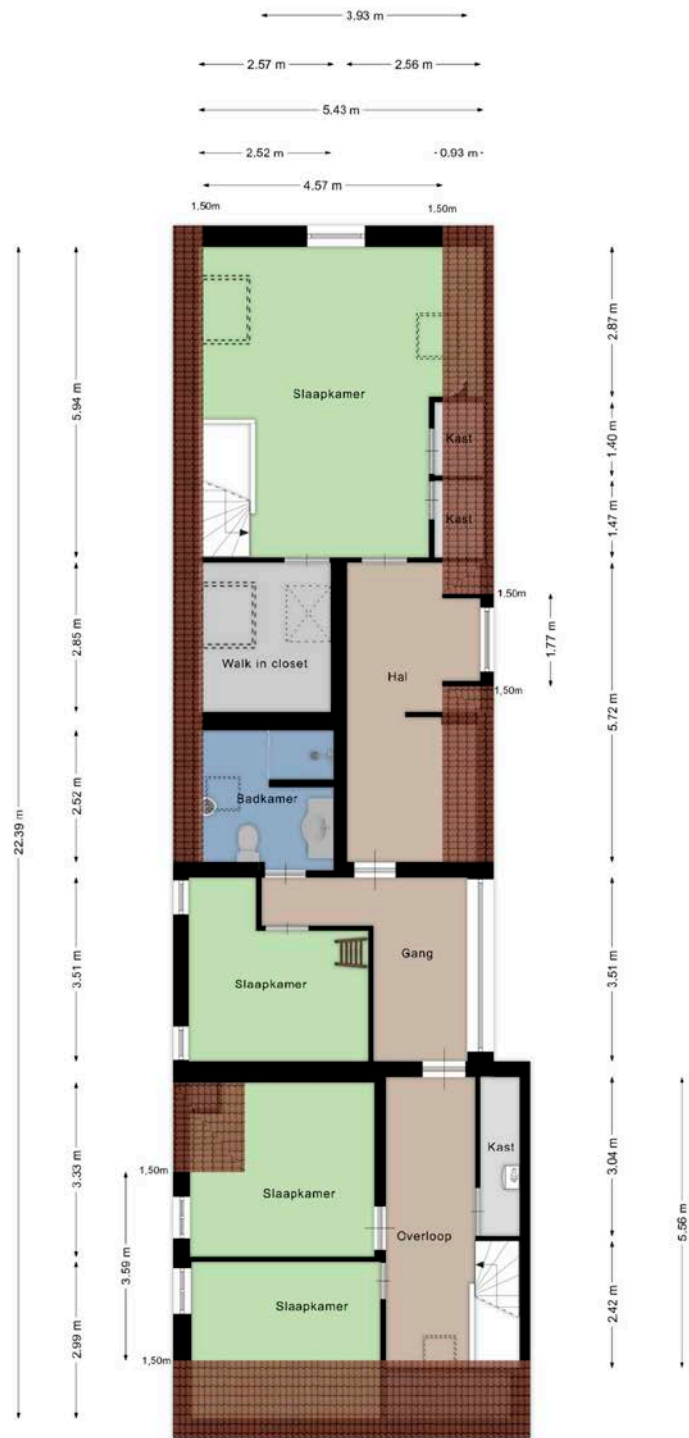 3.93 m
2.57 m 2.56 m
5.43 m
2.52 m 0.93 m
4.57 m
1,50m 1,50m
22.39 m
5.94 m
2.85 m
2.52 m
3.51 m
3.33 m
2.99 m
3.59 m
Slaapkamer
Kast
Kast
Walk in closet
Hal
1,50m
1,50m
Badkamer
Gang
Slaapkamer
Kast
1,50m
Slaapkamer
Overloop
Slaapkamer
1,50m
2.87 m
1.40 m
1.47 m
1.77 m
5.72 m
3.51 m
3.04 m
2.42 m
5.56 m